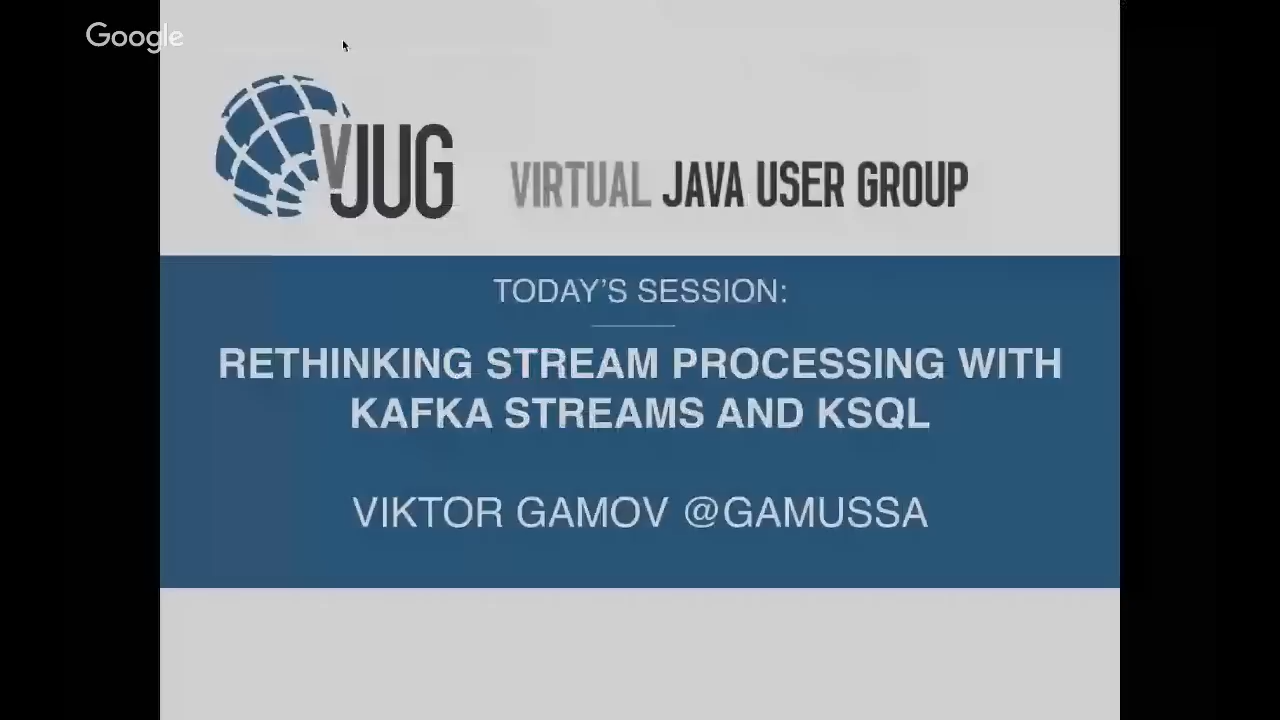 Google
vJUG
VIRTUAL JAVA USER GROUP
TODAY'S SESSION:
RETHINKING STREAM PROCESSING WITH
KAFKA STREAMS AND KSQL
VIKTOR GAMOV @GAMUSSA